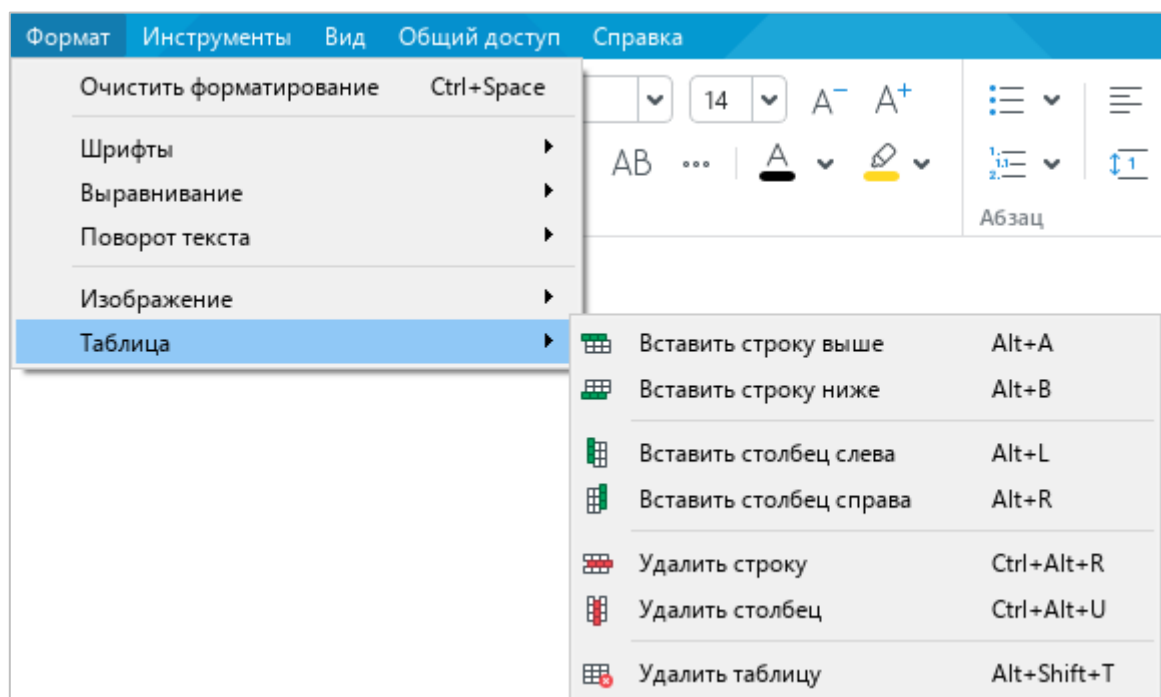 Формат Инструменты Вид Общий доступ Справка
Очистить форматирование Ctrl+Space
14 A− A+
Шрифты
AB ••• A
Выравнивание
Поворот текста
Абзац
Изображение
Таблица
Вставить строку выше Alt+A
Вставить строку ниже Alt+B
Вставить столбец слева Alt+L
Вставить столбец справа Alt+R
Удалить строку Ctrl+Alt+R
Удалить столбец Ctrl+Alt+U
Удалить таблицу Alt+Shift+T